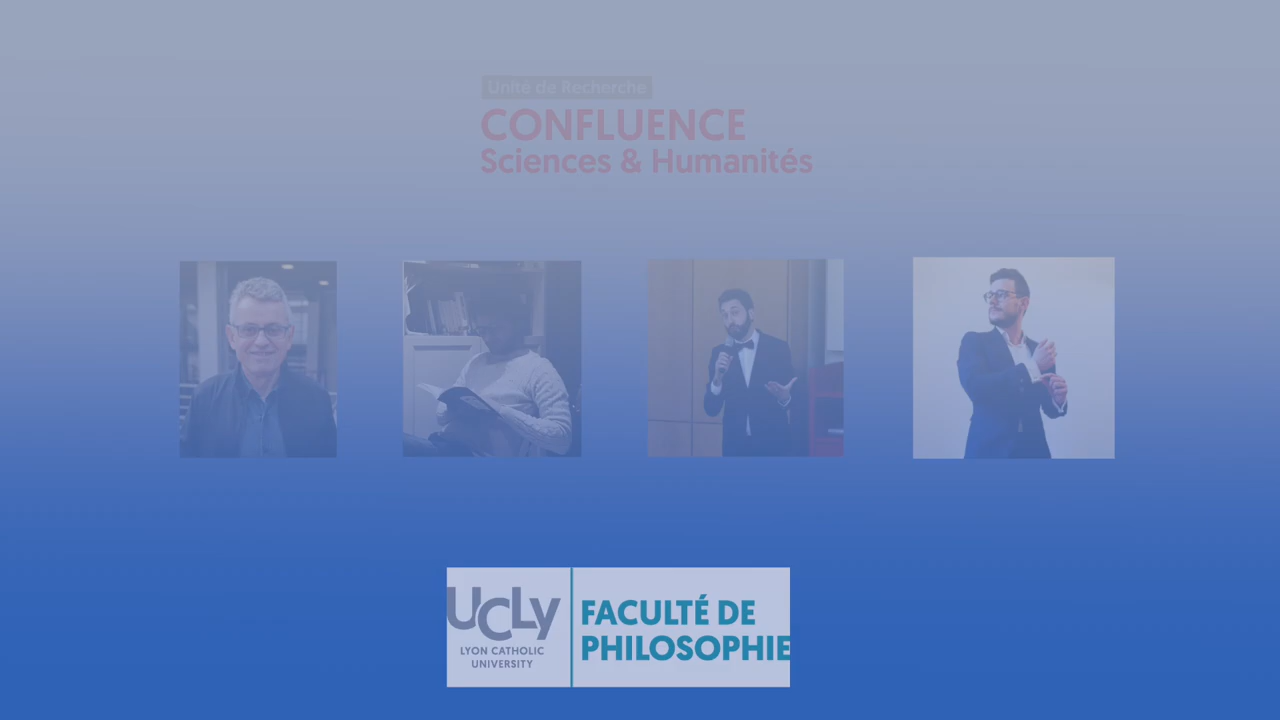 Unité de Recherche
CONFLUENCE
Sciences & Humanités
UCLy
LYON CATHOLIC
UNIVERSITY
FACULTÉ DE
PHILOSOPHIE